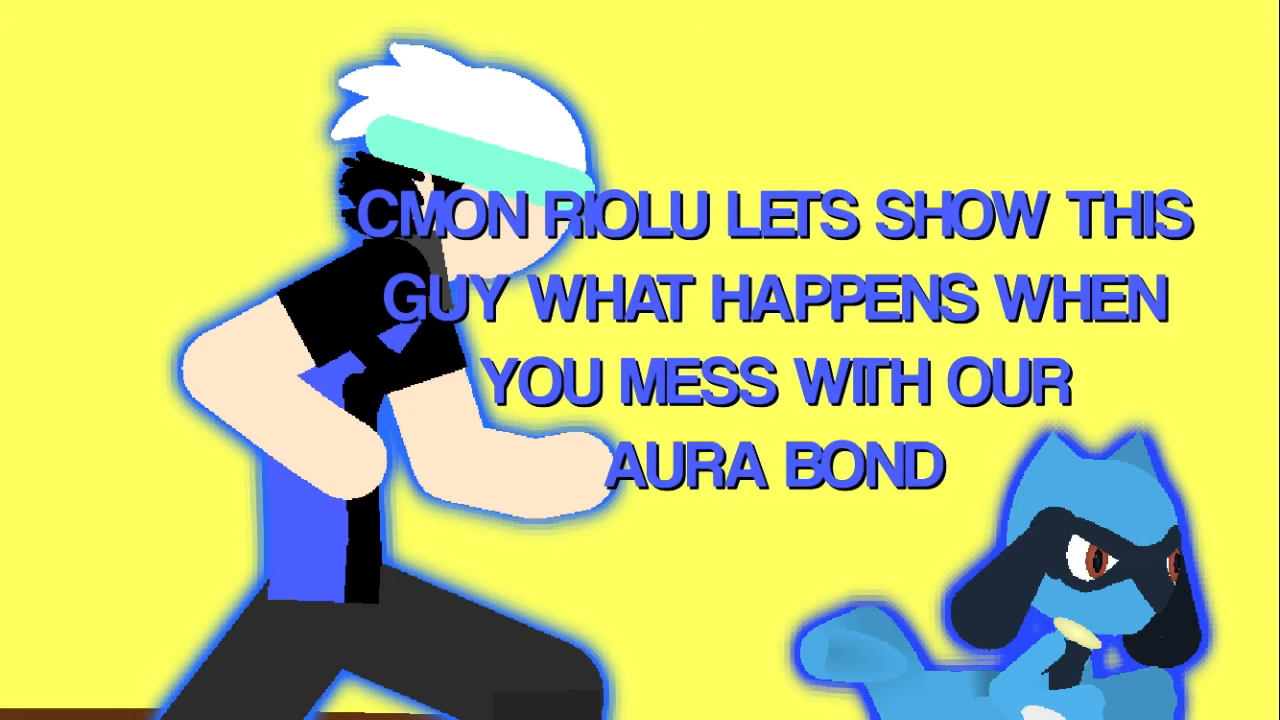 CMON RIOLU LETS SHOW THIS
GUY WHAT HAPPENS WHEN
YOU MESS WITH OUR
AURA BOND